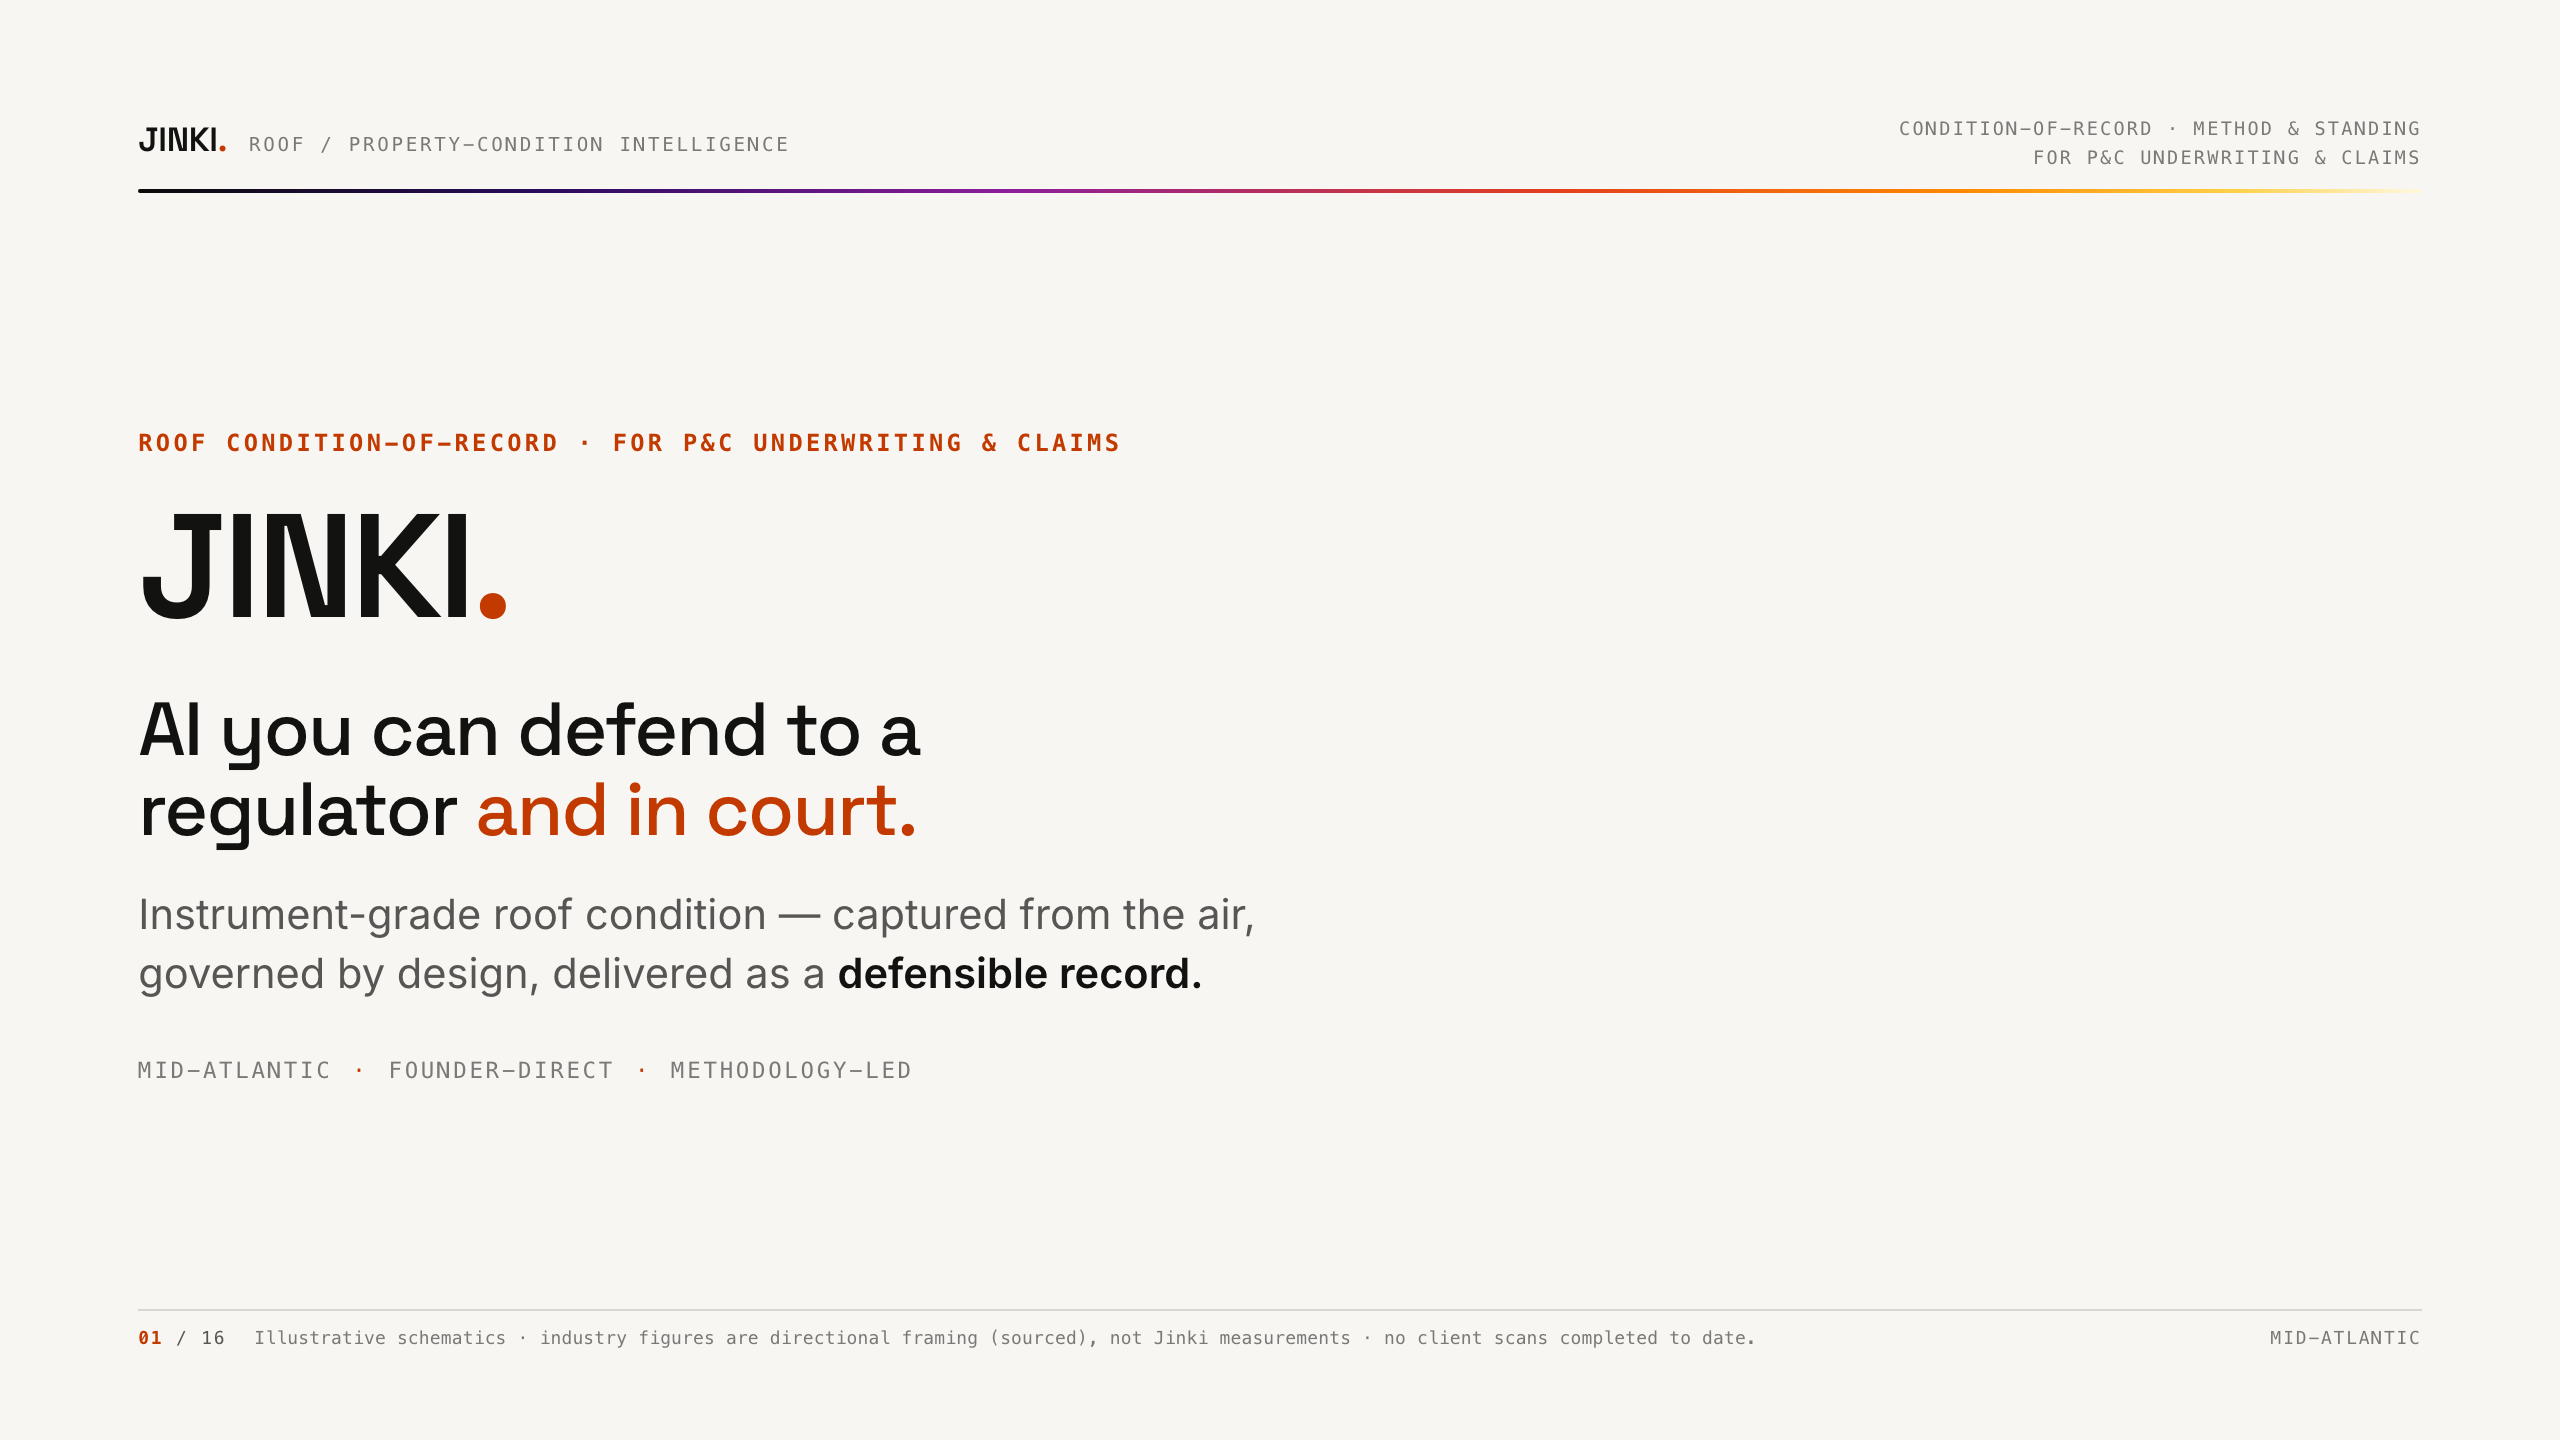 JINKI. ROOF / PROPERTY-CONDITION INTELLIGENCE
CONDITION-OF-RECORD · METHOD & STANDING
FOR P&C UNDERWRITING & CLAIMS
ROOF CONDITION-OF-RECORD · FOR P&C UNDERWRITING & CLAIMS
JINKI.
AI you can defend to a
regulator and in court.
Instrument-grade roof condition — captured from the air,
governed by design, delivered as a defensible record.
MID-ATLANTIC · FOUNDER-DIRECT · METHODOLOGY-LED
01 / 16 Illustrative schematics · industry figures are directional framing (sourced), not Jinki measurements · no client scans completed to date.
MID-ATLANTIC